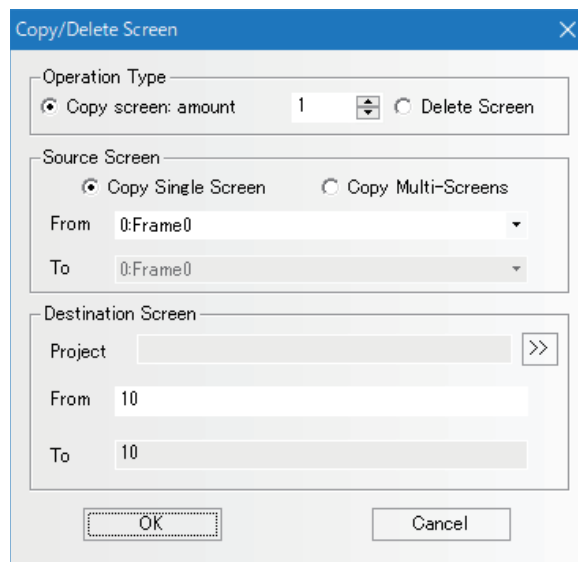 Copy/Delete Screen
Operation Type
Copy screen: amount 1 Delete Screen
Source Screen
Copy Single Screen Copy Multi-Screens
From 0:Frame0
To 0:Frame0
Destination Screen
Project >>
From 10
To 10
OK Cancel